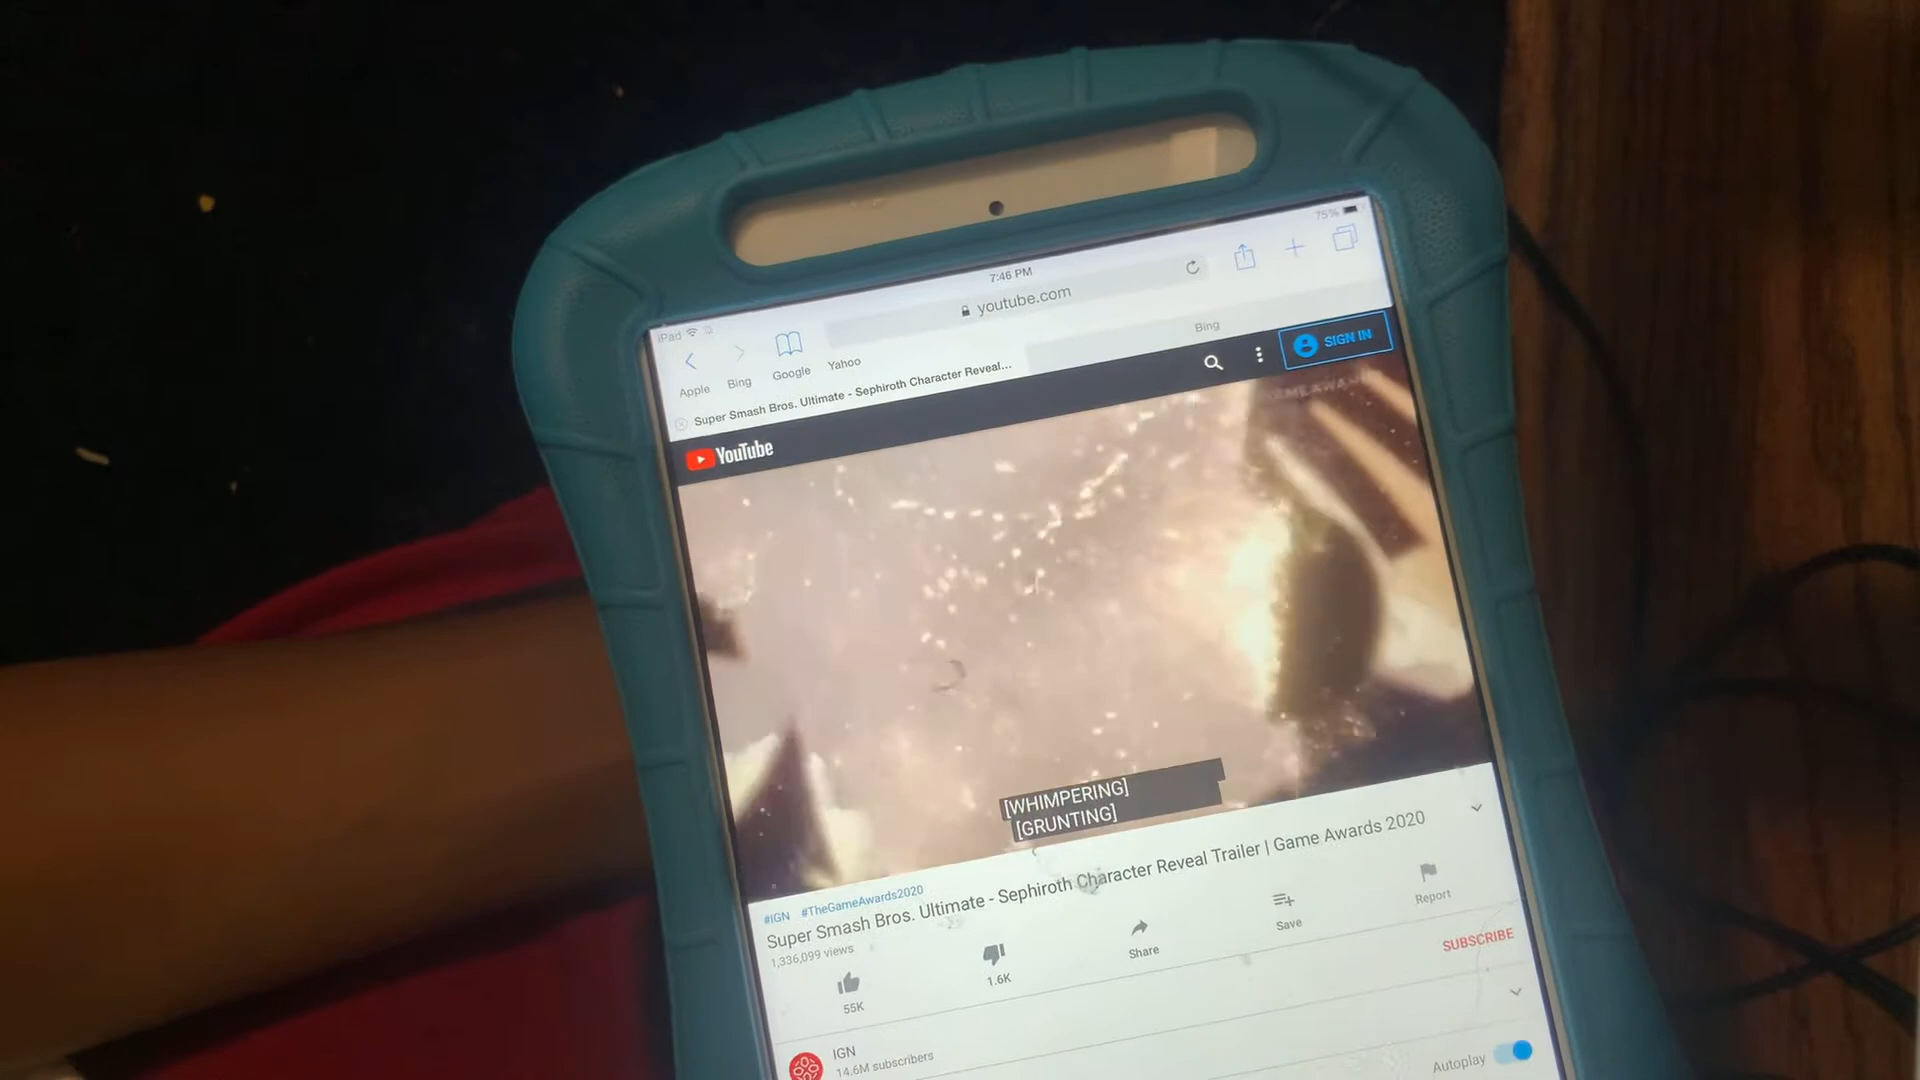 75%
7:46 PM
iPad
youtube.com
Apple Bing Google Yahoo
Super Smash Bros. Ultimate - Sephiroth Character Reveal...
Bing
YouTube
SIGN IN
[WHIMPERING]
[GRUNTING]
#IGN #TheGameAwards2020
Super Smash Bros. Ultimate - Sephiroth Character Reveal Trailer | Game Awards 2020
1,336,099 views
55K
1.6K
Share
Save
Report
SUBSCRIBE
IGN
14.6M subscribers
Autoplay